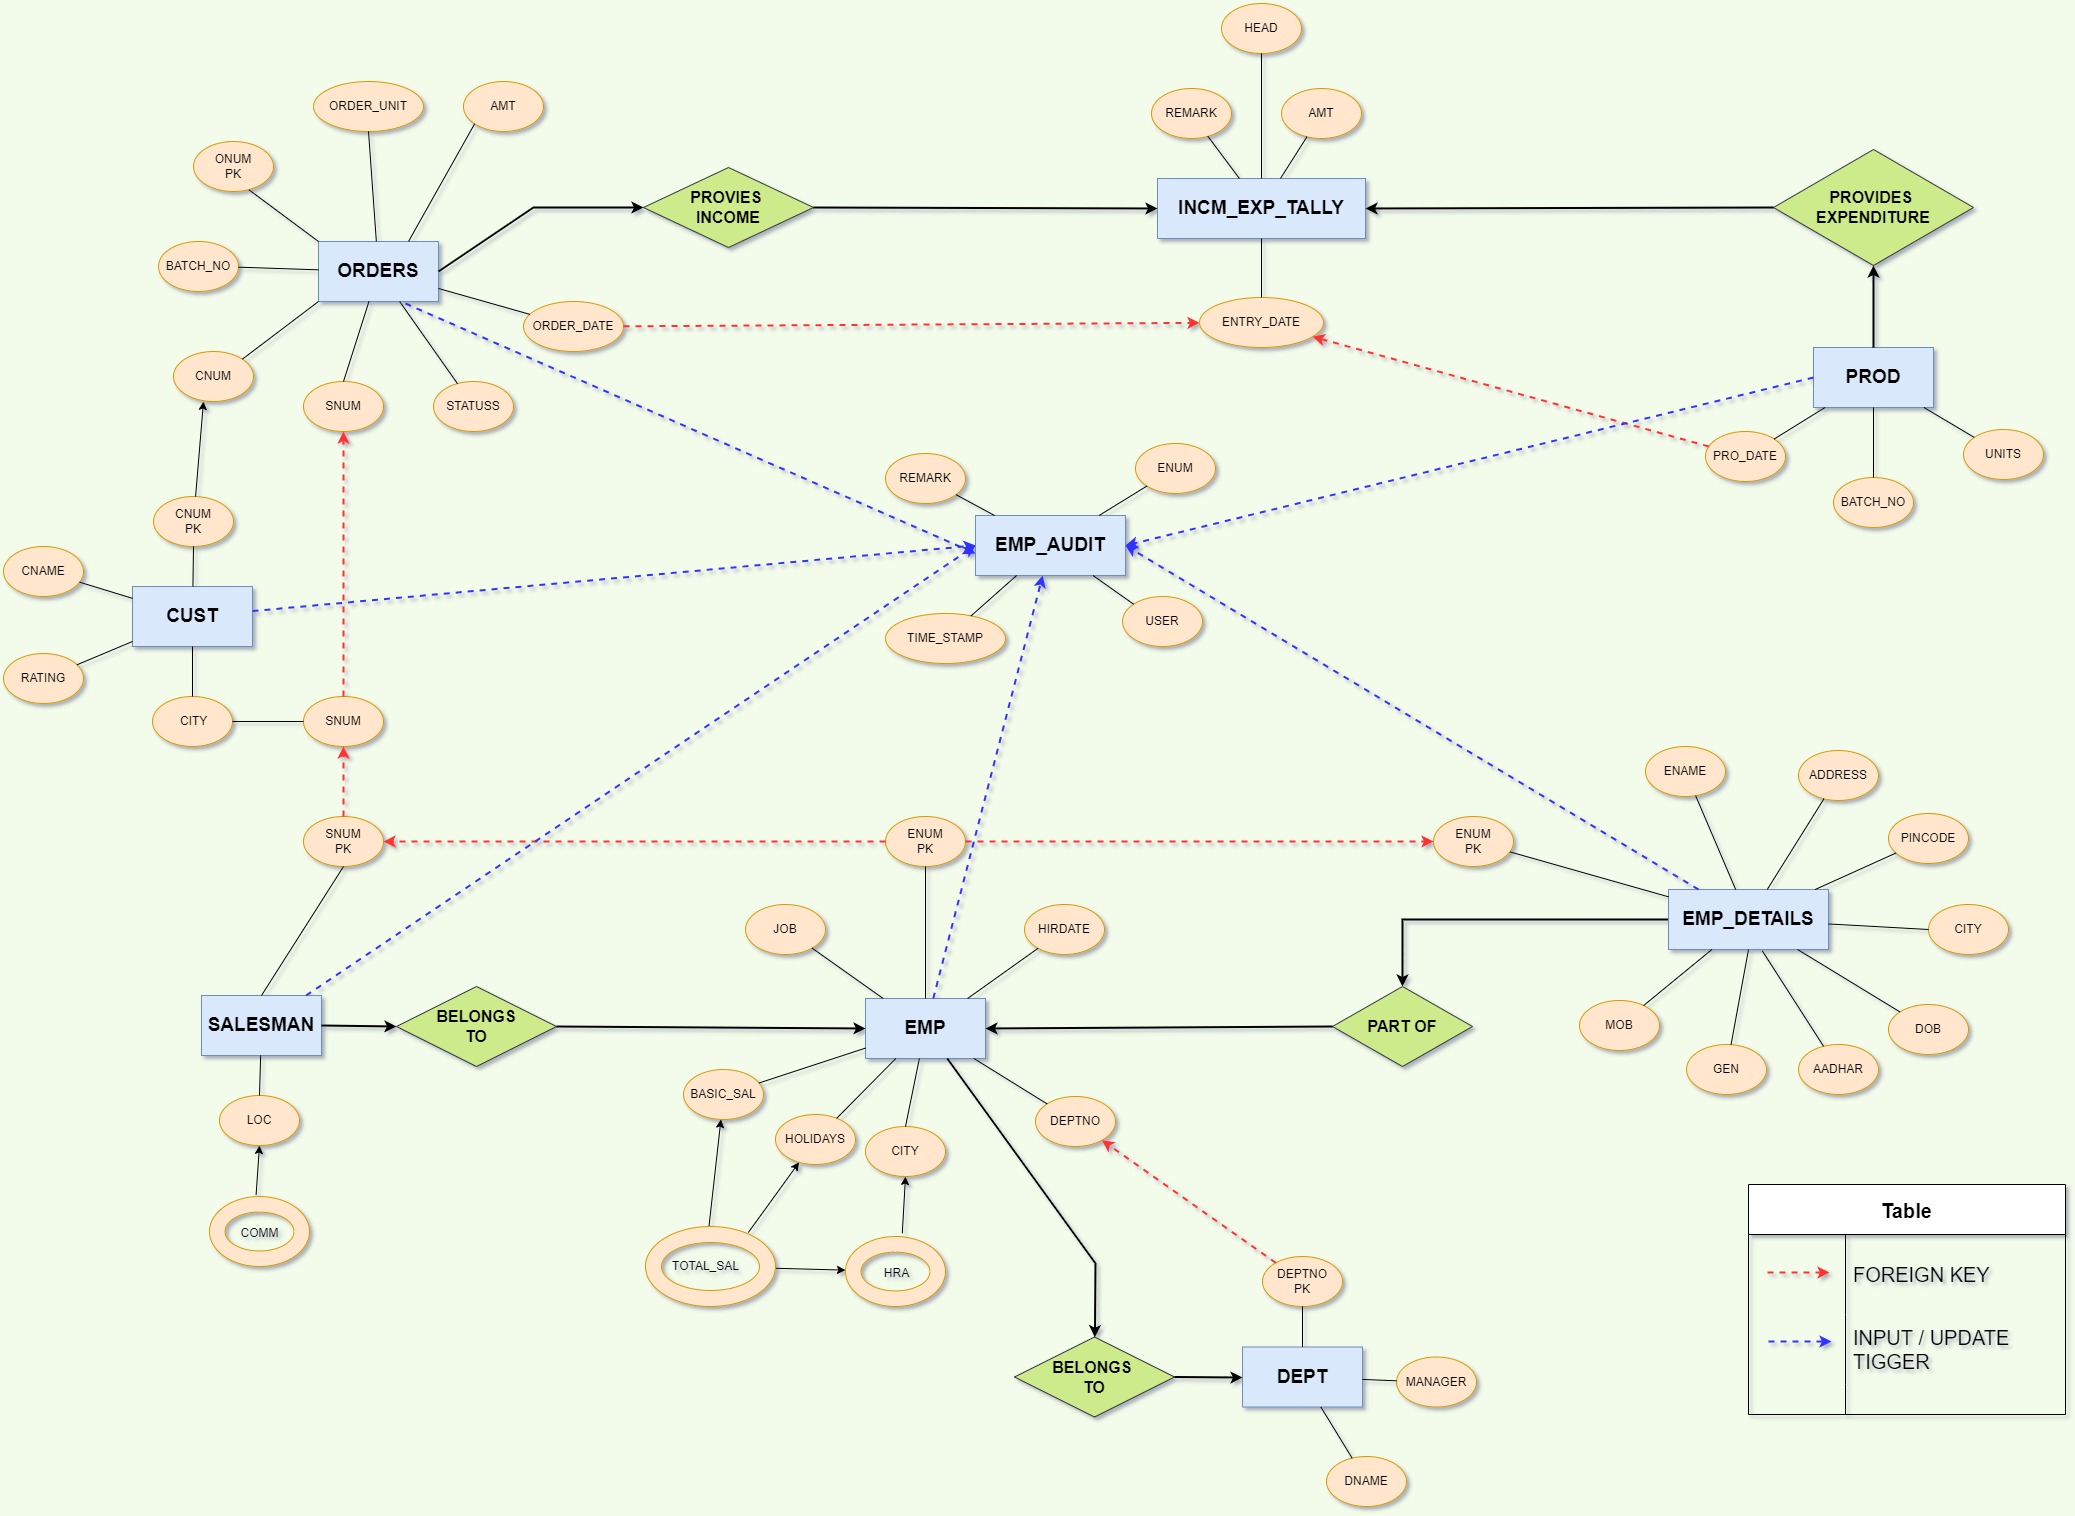 HEAD
ORDER_UNIT
AMT
REMARK
AMT
ONUM
PK
PROVIES
INCOME
INCM_EXP_TALLY
PROVIDES
EXPENDITURE
BATCH_NO
ORDERS
ORDER_DATE
ENTRY_DATE
CNUM
SNUM
STATUSS
PROD
PRO_DATE
UNITS
BATCH_NO
REMARK
ENUM
CNUM
PK
EMP_AUDIT
CNAME
CUST
TIME_STAMP
USER
RATING
CITY
SNUM
ENAME
ADDRESS
SNUM
PK
ENUM
PK
ENUM
PK
PINCODE
JOB
HIRDATE
EMP_DETAILS
CITY
SALESMAN
BELONGS
TO
EMP
PART OF
MOB
DOB
GEN
AADHAR
BASIC_SAL
LOC
HOLIDAYS
CITY
DEPTNO
COMM
TOTAL_SAL
HRA
DEPTNO
PK
Table
FOREIGN KEY
INPUT / UPDATE
TIGGER
BELONGS
TO
DEPT
MANAGER
DNAME